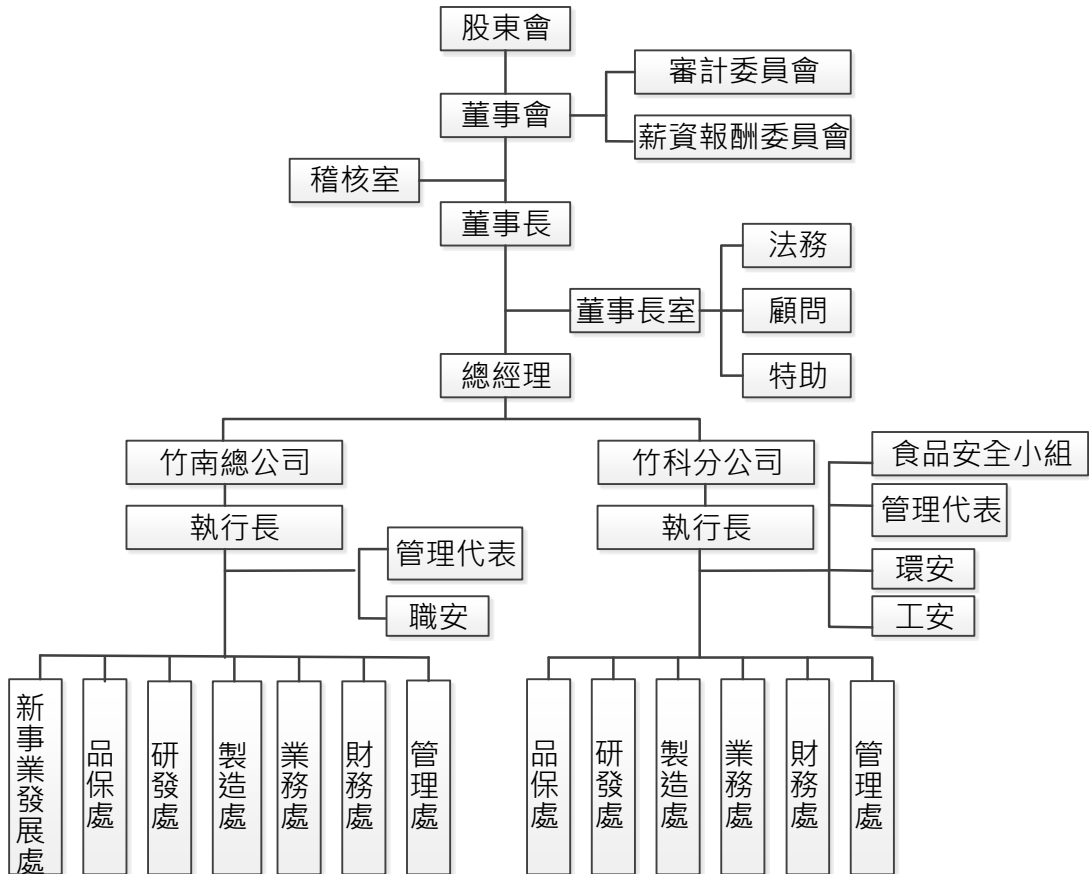 股東會
審計委員會
董事會
薪資報酬委員會
稽核室
董事長
法務
董事長室
顧問
總經理
特助
竹南總公司
竹科分公司
食品安全小組
執行長
執行長
管理代表
管理代表
環安
職安
工安
新事業發展處
品保處
研發處
製造處
業務處
財務處
管理處
品保處
研發處
製造處
業務處
財務處
管理處